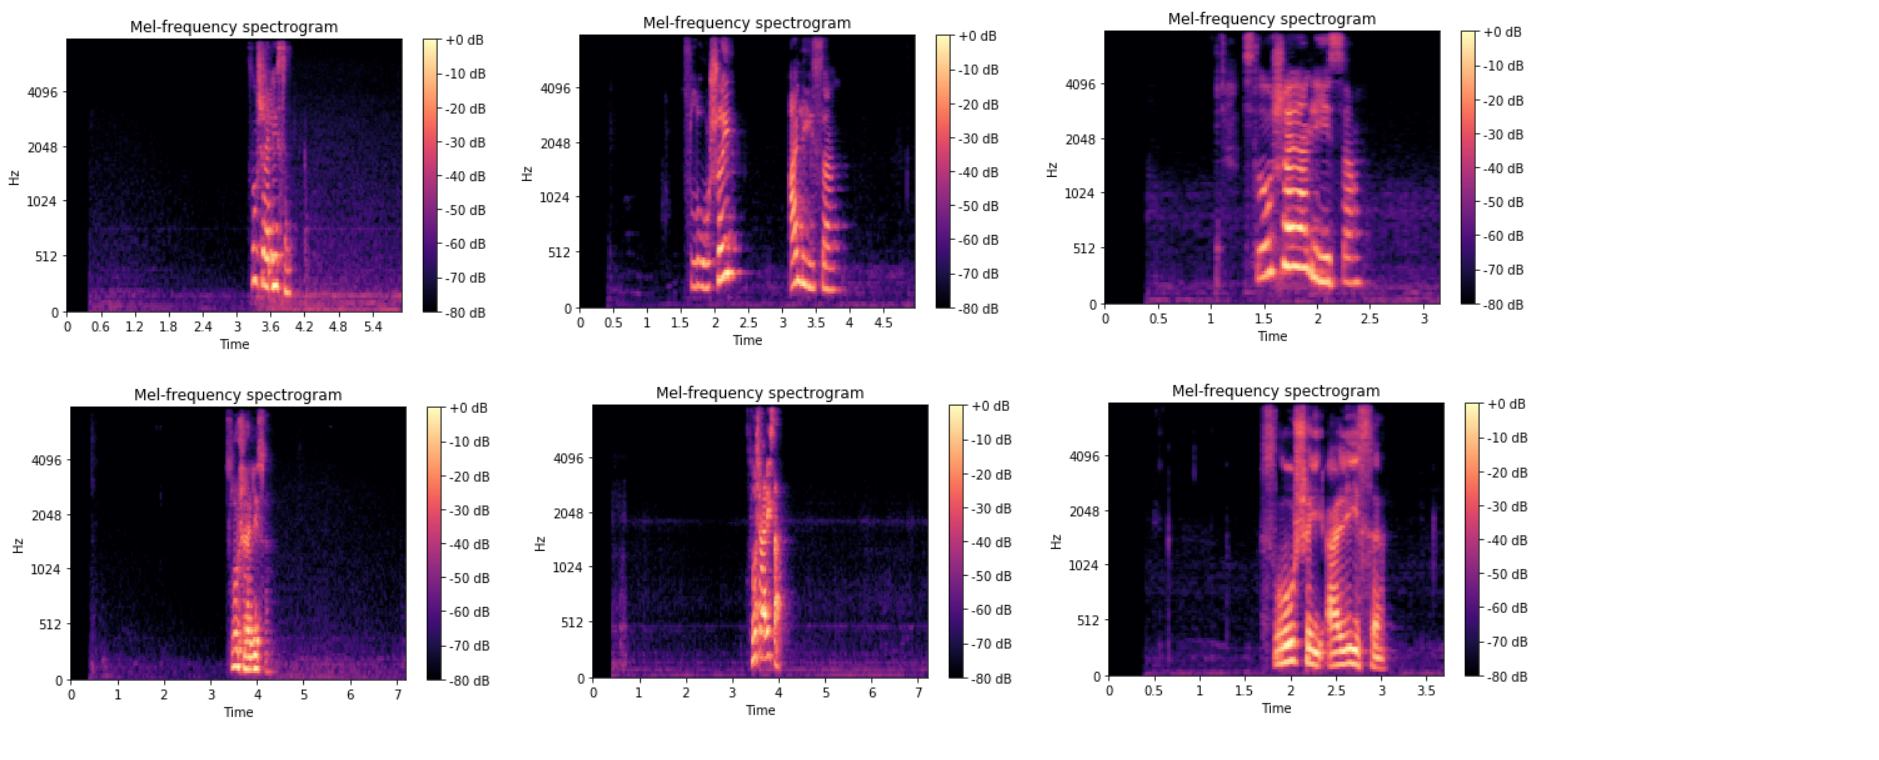 Mel-frequency spectrogram
Hz
4096
2048
1024
512
0
0 0.6 1.2 1.8 2.4 3 3.6 4.2 4.8 5.4
Time
+0 dB
-10 dB
-20 dB
-30 dB
-40 dB
-50 dB
-60 dB
-70 dB
-80 dB
Mel-frequency spectrogram
Hz
4096
2048
1024
512
0
0 0.5 1 1.5 2 2.5 3 3.5 4 4.5
Time
+0 dB
-10 dB
-20 dB
-30 dB
-40 dB
-50 dB
-60 dB
-70 dB
-80 dB
Mel-frequency spectrogram
Hz
4096
2048
1024
512
0
0 0.5 1 1.5 2 2.5 3
Time
+0 dB
-10 dB
-20 dB
-30 dB
-40 dB
-50 dB
-60 dB
-70 dB
-80 dB
Mel-frequency spectrogram
Hz
4096
2048
1024
512
0
0 1 2 3 4 5 6 7
Time
+0 dB
-10 dB
-20 dB
-30 dB
-40 dB
-50 dB
-60 dB
-70 dB
-80 dB
Mel-frequency spectrogram
Hz
4096
2048
1024
512
0
0 1 2 3 4 5 6 7
Time
+0 dB
-10 dB
-20 dB
-30 dB
-40 dB
-50 dB
-60 dB
-70 dB
-80 dB
Mel-frequency spectrogram
Hz
4096
2048
1024
512
0
0 0.5 1 1.5 2 2.5 3 3.5
Time
+0 dB
-10 dB
-20 dB
-30 dB
-40 dB
-50 dB
-60 dB
-70 dB
-80 dB